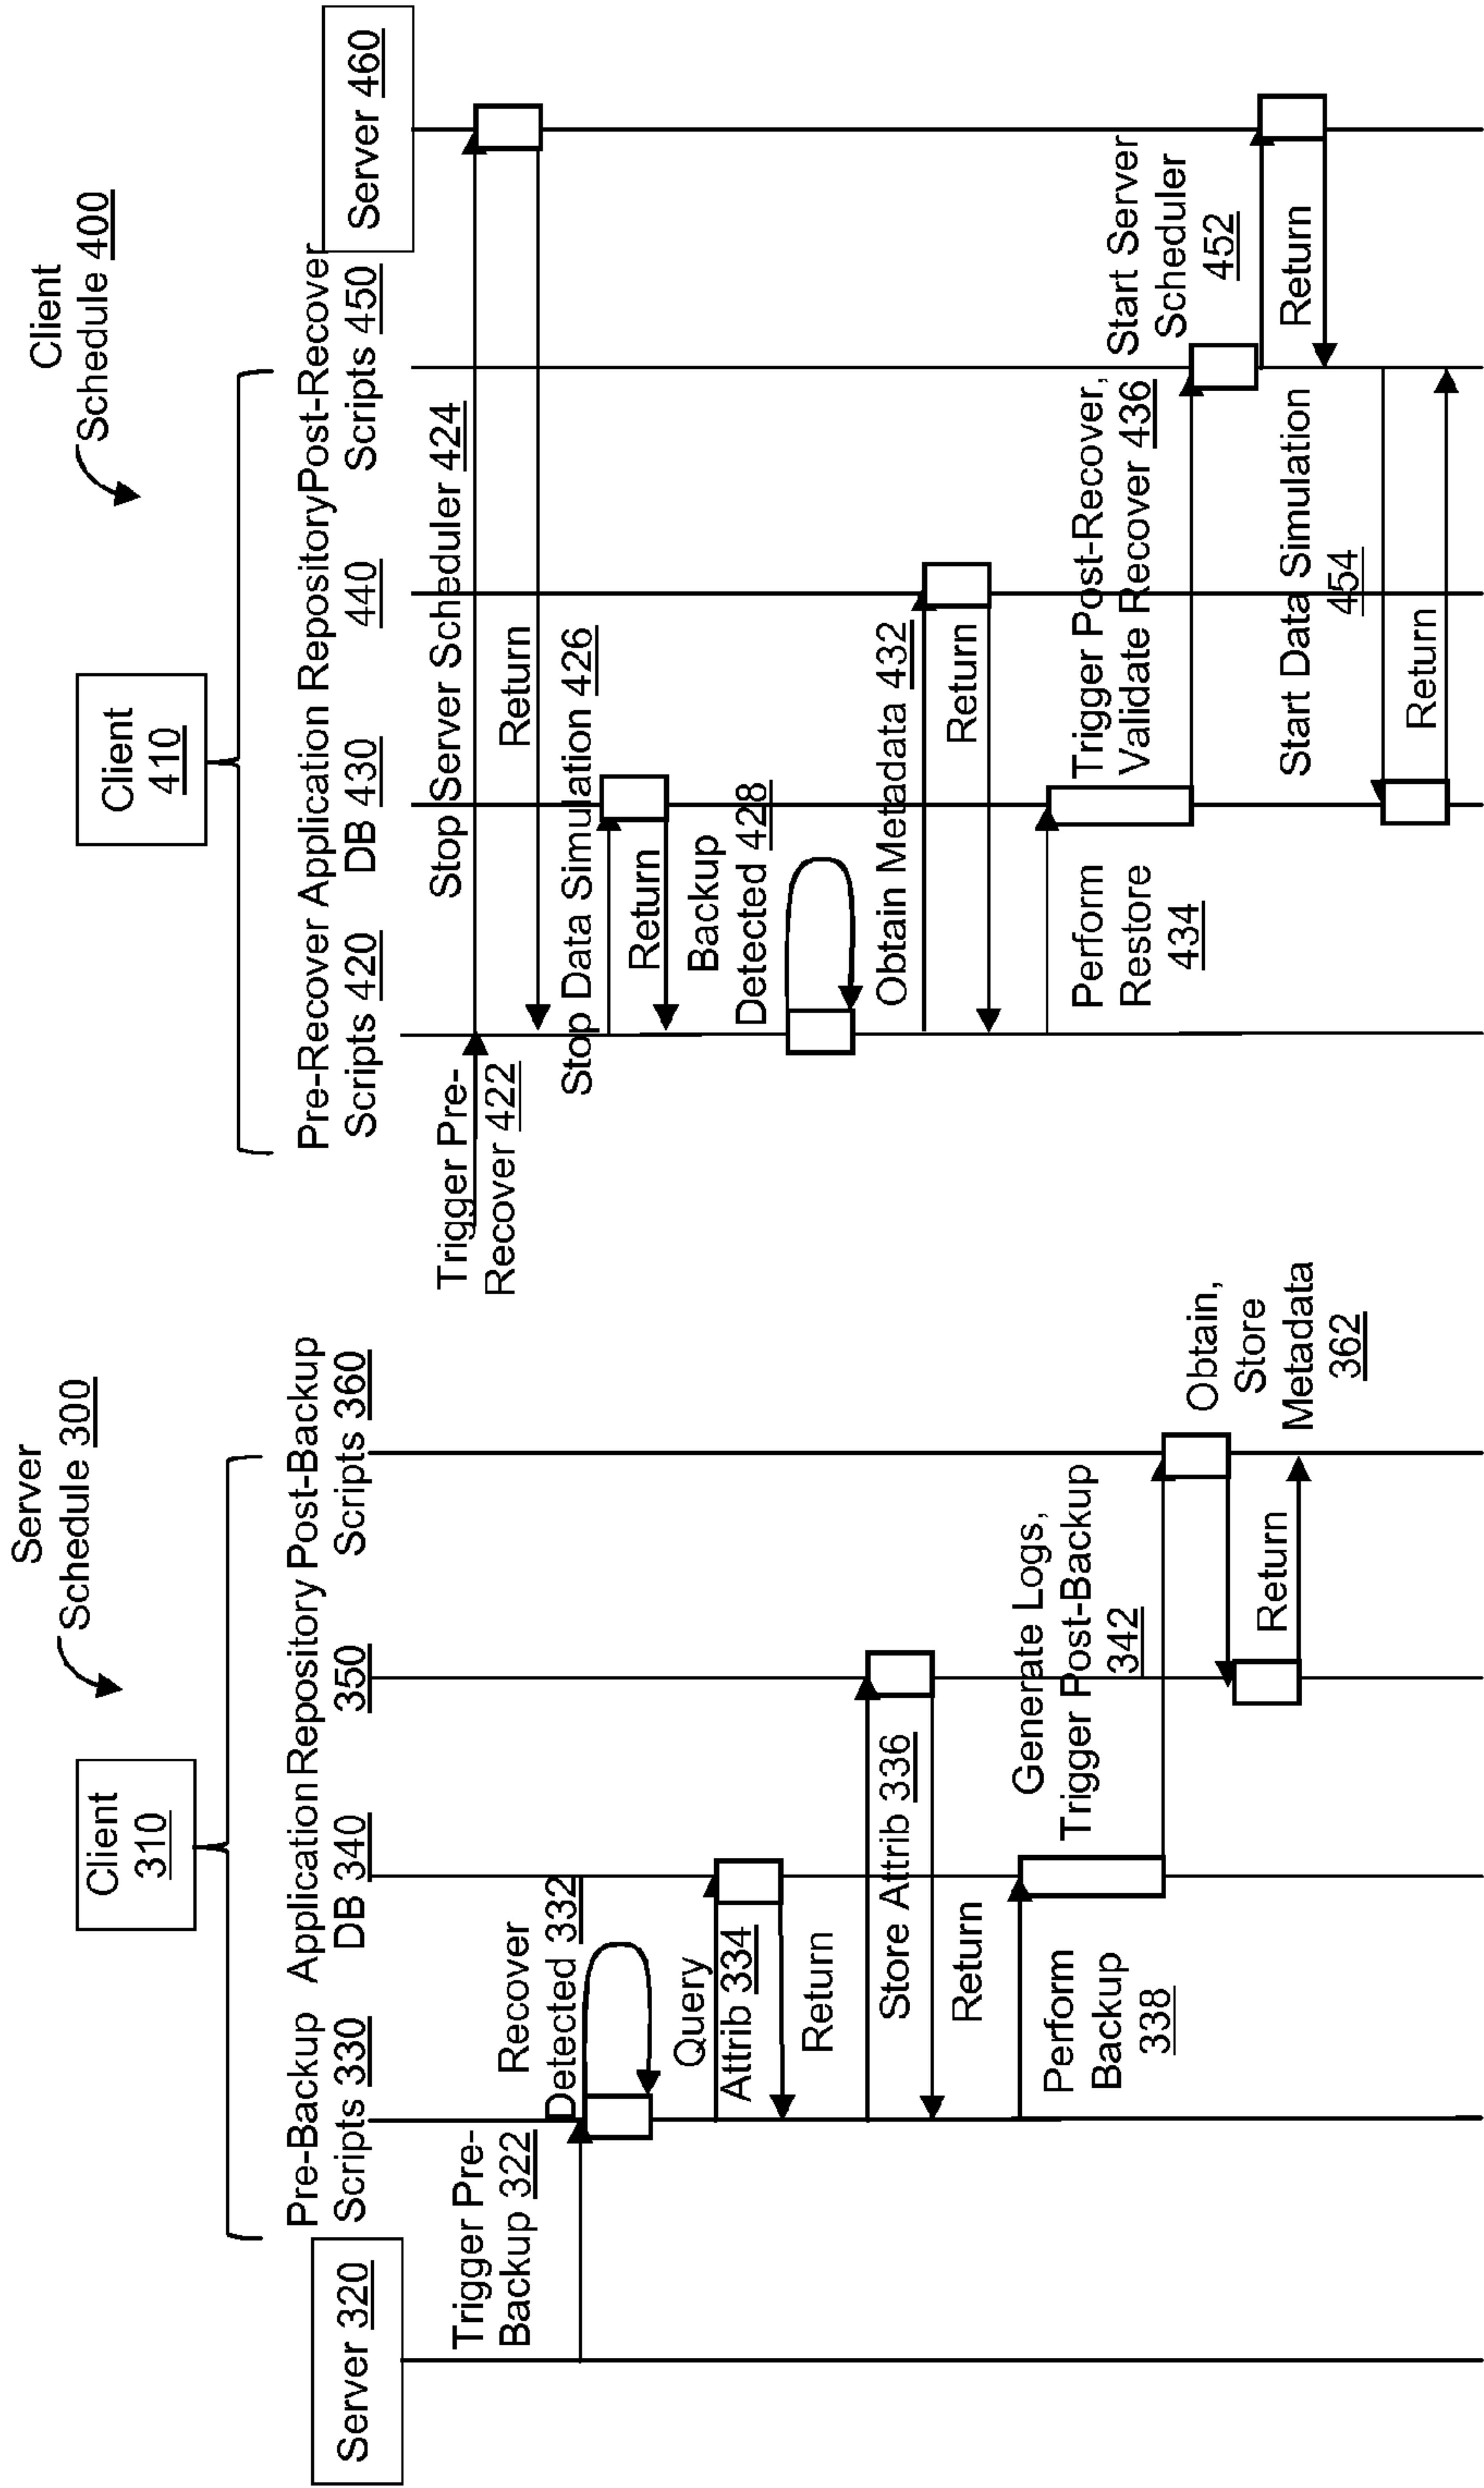 Server
Schedule 300
Client
310
Server 320
Pre-Backup
Scripts 330
Application
DB 340
Repository
350
Post-Backup
Scripts 360
Trigger Pre-
Backup 322
Recover
Detected 332
Query
Attrib 334
Return
Store Attrib 336
Return
Perform
Backup
338
Generate Logs,
Trigger Post-Backup
342
Obtain,
Store
Metadata
362
Return
Client
Schedule 400
Client
410
Pre-Recover
Scripts 420
Application
DB 430
Repository
440
Post-Recover
Scripts 450
Server 460
Trigger Pre-
Recover 422
Stop Server Scheduler 424
Return
Stop Data Simulation 426
Return
Backup
Detected 428
Obtain Metadata 432
Return
Perform
Restore
434
Trigger Post-Recover,
Validate Recover 436
Start Server
Scheduler
452
Return
Start Data Simulation
454
Return